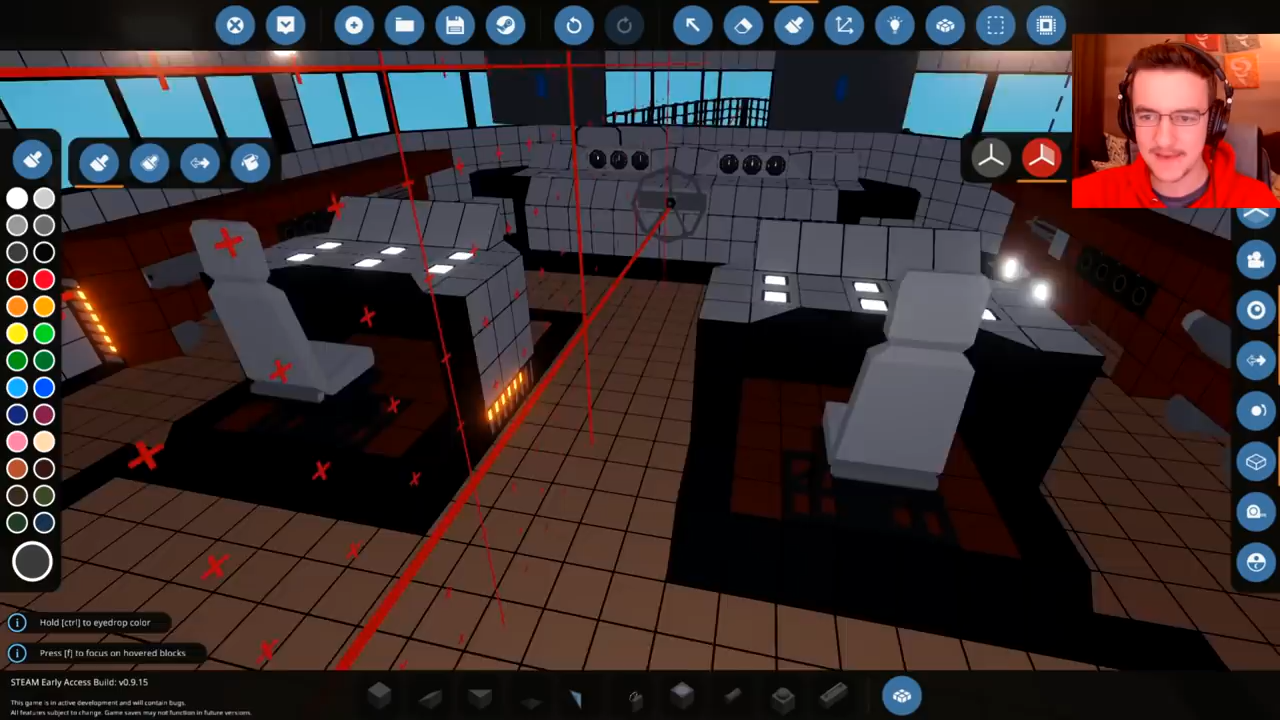 Hold [ctrl] to eyedrop color
Press [f] to focus on hovered blocks
STEAM Early Access Build: v0.9.15
This game is in active development and will contain bugs.
All features subject to change. Game saves may not function in future versions.